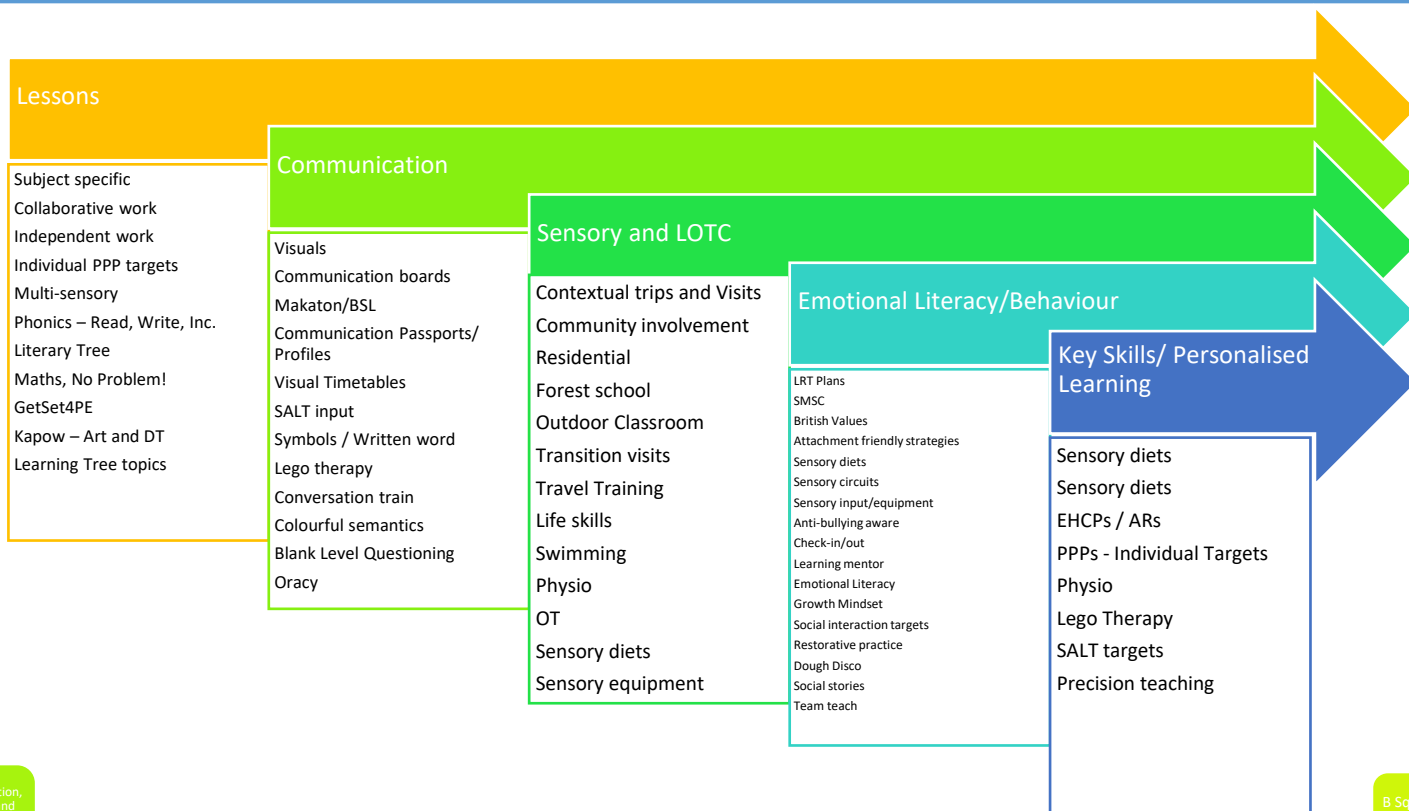 Lessons
Subject specific
Collaborative work
Independent work
Individual PPP targets
Multi-sensory
Phonics – Read, Write, Inc.
Literary Tree
Maths, No Problem!
GetSet4PE
Kapow – Art and DT
Learning Tree topics
Communication
Visuals
Communication boards
Makaton/BSL
Communication Passports/
Profiles
Visual Timetables
SALT input
Symbols / Written word
Lego therapy
Conversation train
Colourful semantics
Blank Level Questioning
Oracy
Sensory and LOTC
Contextual trips and Visits
Community involvement
Residential
Forest school
Outdoor Classroom
Transition visits
Travel Training
Life skills
Swimming
Physio
OT
Sensory diets
Sensory equipment
Emotional Literacy/Behaviour
LRT Plans
SMSC
British Values
Attachment friendly strategies
Sensory diets
Sensory circuits
Sensory input/equipment
Anti-bullying aware
Check-in/out
Learning mentor
Emotional Literacy
Growth Mindset
Social interaction targets
Restorative practice
Dough Disco
Social stories
Team teach
Key Skills/ Personalised
Learning
Sensory diets
Sensory diets
EHCPs / ARs
PPPs - Individual Targets
Physio
Lego Therapy
SALT targets
Precision teaching